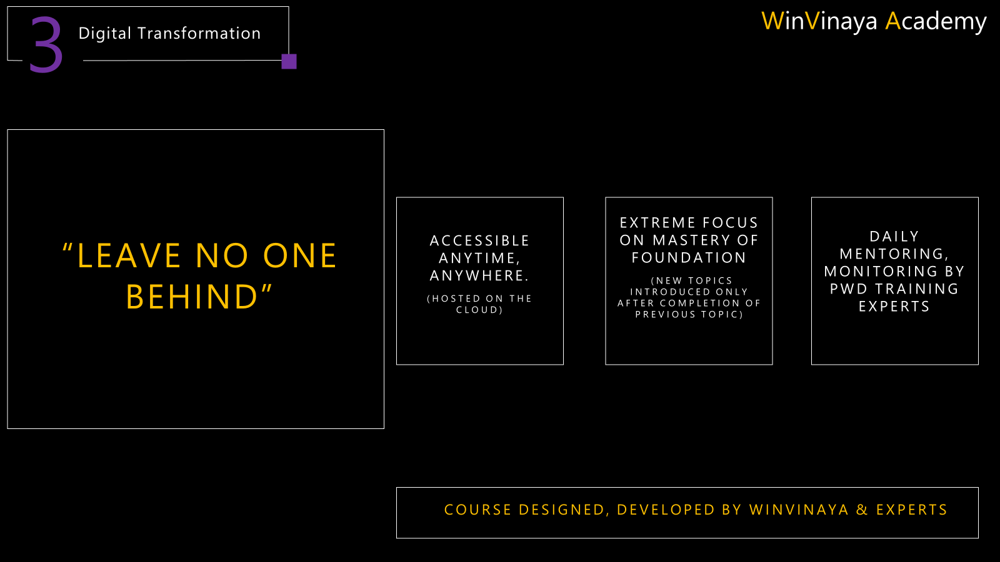 3
Digital Transformation
WinVinaya Academy
“LEAVE NO ONE
BEHIND”
ACCESSIBLE
ANYTIME,
ANYWHERE.
(HOSTED ON THE
CLOUD)
EXTREME FOCUS
ON MASTERY OF
FOUNDATION
(NEW TOPICS
INTRODUCED ONLY
AFTER COMPLETION OF
PREVIOUS TOPIC)
DAILY
MENTORING,
MONITORING BY
PWD TRAINING
EXPERTS
COURSE DESIGNED, DEVELOPED BY WINVINAYA & EXPERTS